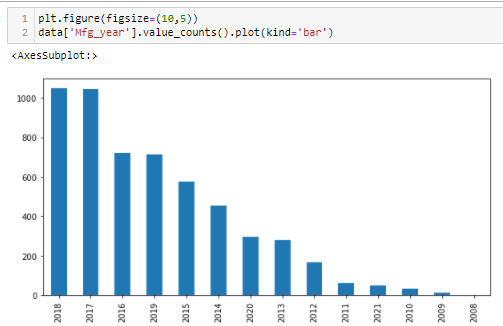 1 plt.figure(figsize=(10,5))
2 data['Mfg_year'].value_counts().plot(kind='bar')
<AxesSubplot:>
1000
800
600
400
200
0
2018 2017 2016 2019 2015 2014 2020 2013 2012 2011 2021 2010 2009 2008